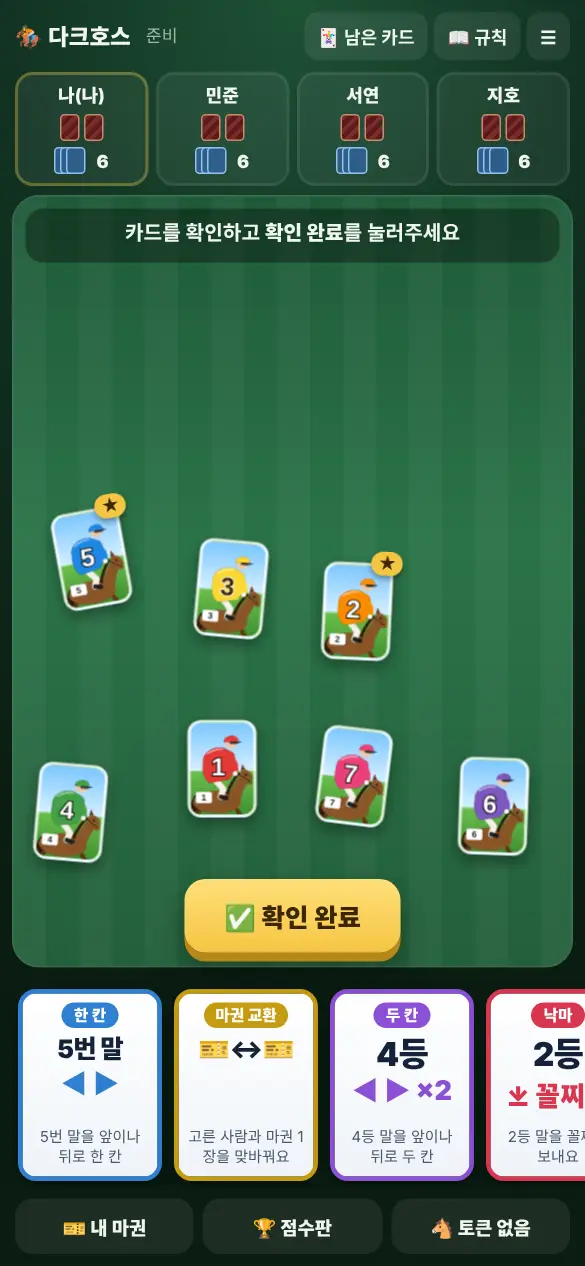 다크호스 준비
남은 카드
규칙
나(나)
6
민준
6
서연
6
지호
6
카드를 확인하고 확인 완료를 눌러주세요
5
5
3
3
2
2
1
1
7
7
4
4
6
6
확인 완료
한 칸
5번 말
5번 말을 앞이나
뒤로 한 칸
마권 교환
고른 사람과 마권 1
장을 맞바꿔요
두 칸
4등
×2
4등 말을 앞이나
뒤로 두 칸
낙마
2등
꼴찌
2등 말을 꼴찌
보내요
내 마권
점수판
토큰 없음